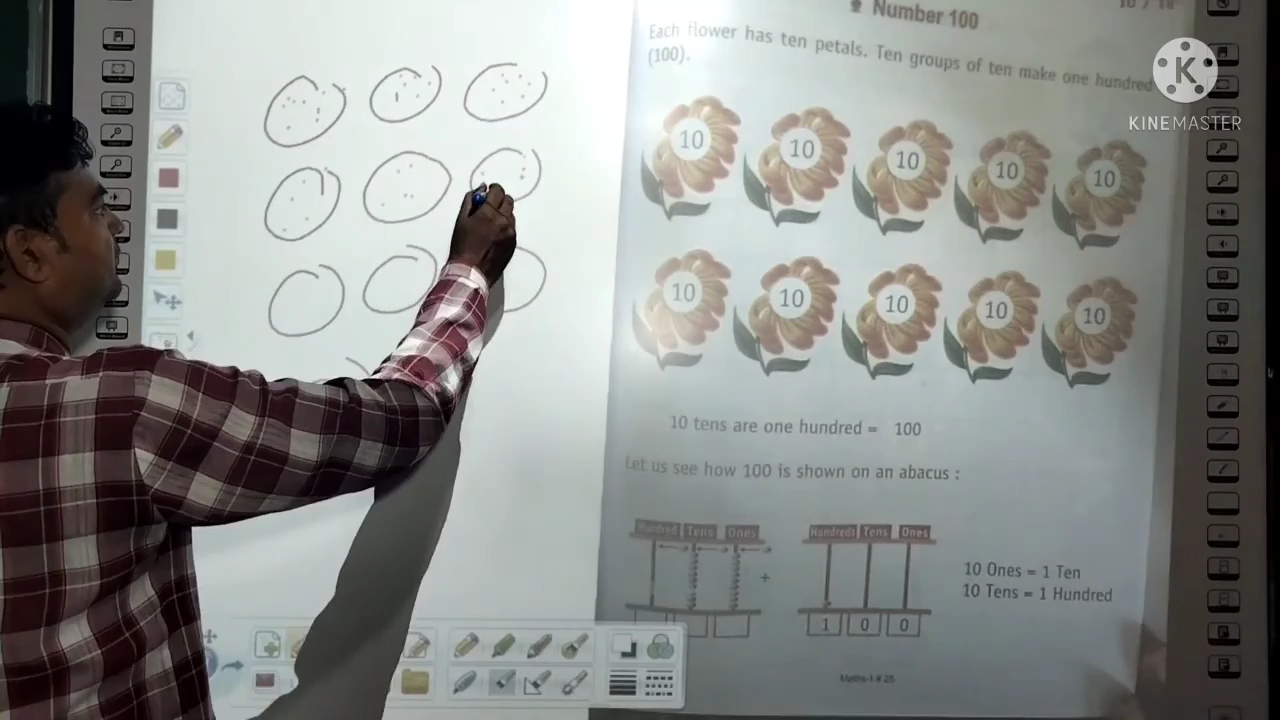 Number 100
Each flower has ten petals. Ten groups of ten make one hundred
(100).
K
KINEMASTER
10 10 10 10 10
10 10 10 10 10
10 tens are one hundred = 100
Let us see how 100 is shown on an abacus :
Hundred Tens Ones
Hundreds Tens Ones
+
10 Ones = 1 Ten
10 Tens = 1 Hundred
1 0 0
Maths-1 # 25